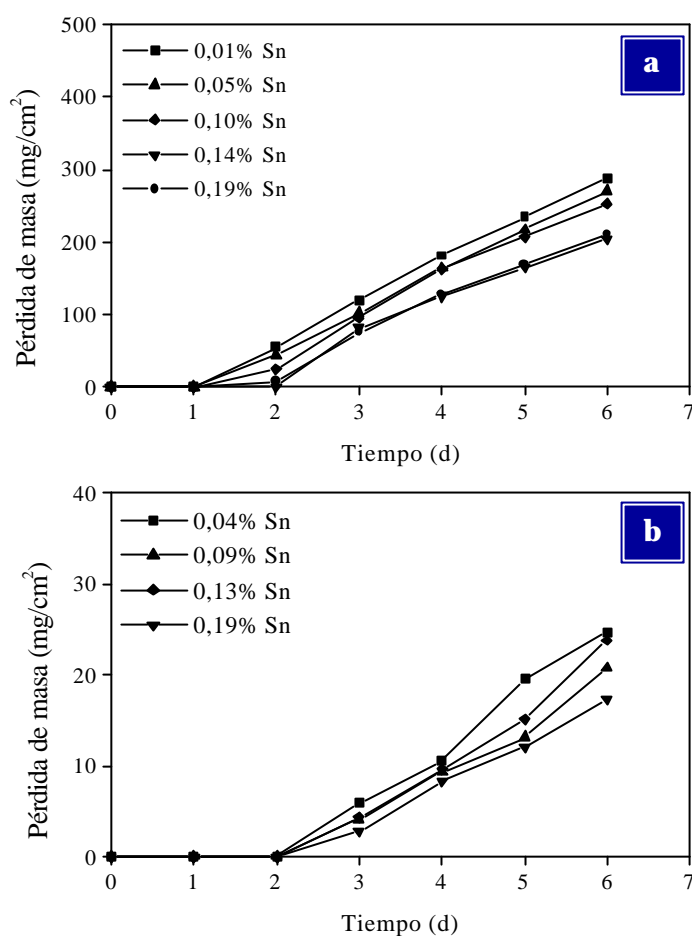 500
400
300
200
100
0
Pérdida de masa (mg/cm²)
0,01% Sn
0,05% Sn
0,10% Sn
0,14% Sn
0,19% Sn
a
0 1 2 3 4 5 6 7
Tiempo (d)
40
30
20
10
0
Pérdida de masa (mg/cm²)
0,04% Sn
0,09% Sn
0,13% Sn
0,19% Sn
b
0 1 2 3 4 5 6 7
Tiempo (d)